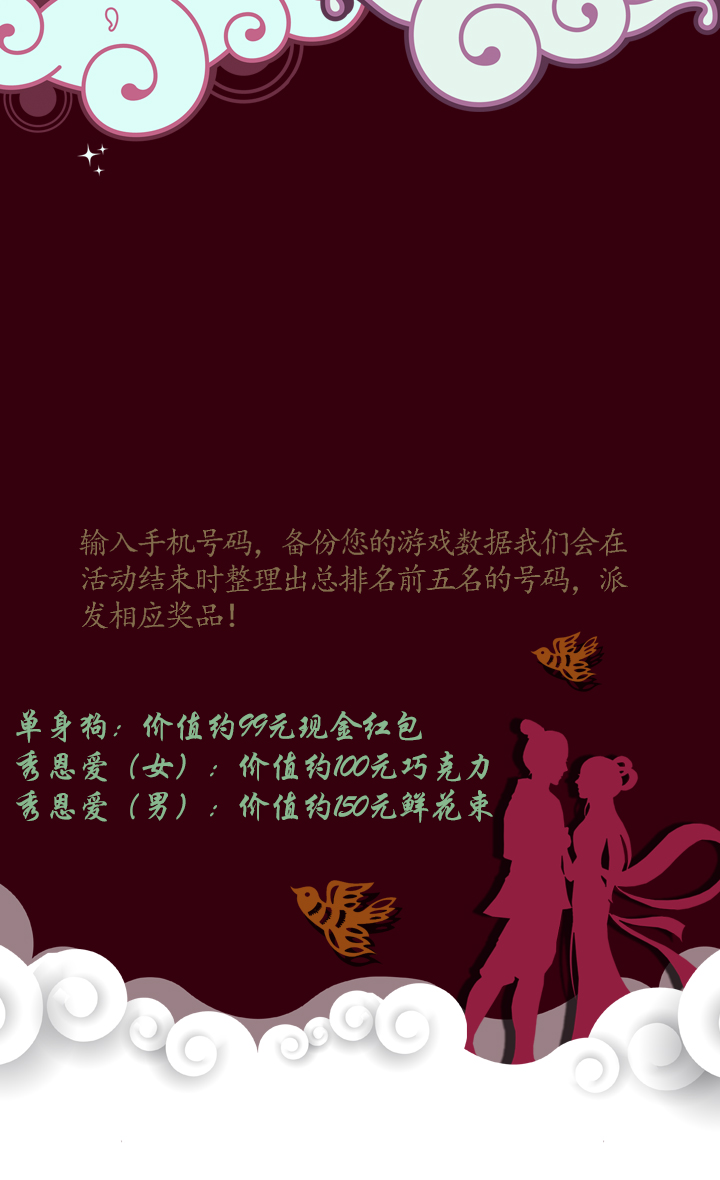 输入手机号码，备份您的游戏数据我们会在
活动结束时整理出总排名前五名的号码，派
发相应奖品！
单身狗：价值约99元现金红包
秀恩爱（女）：价值约100元巧克力
秀恩爱（男）：价值约150元鲜花束